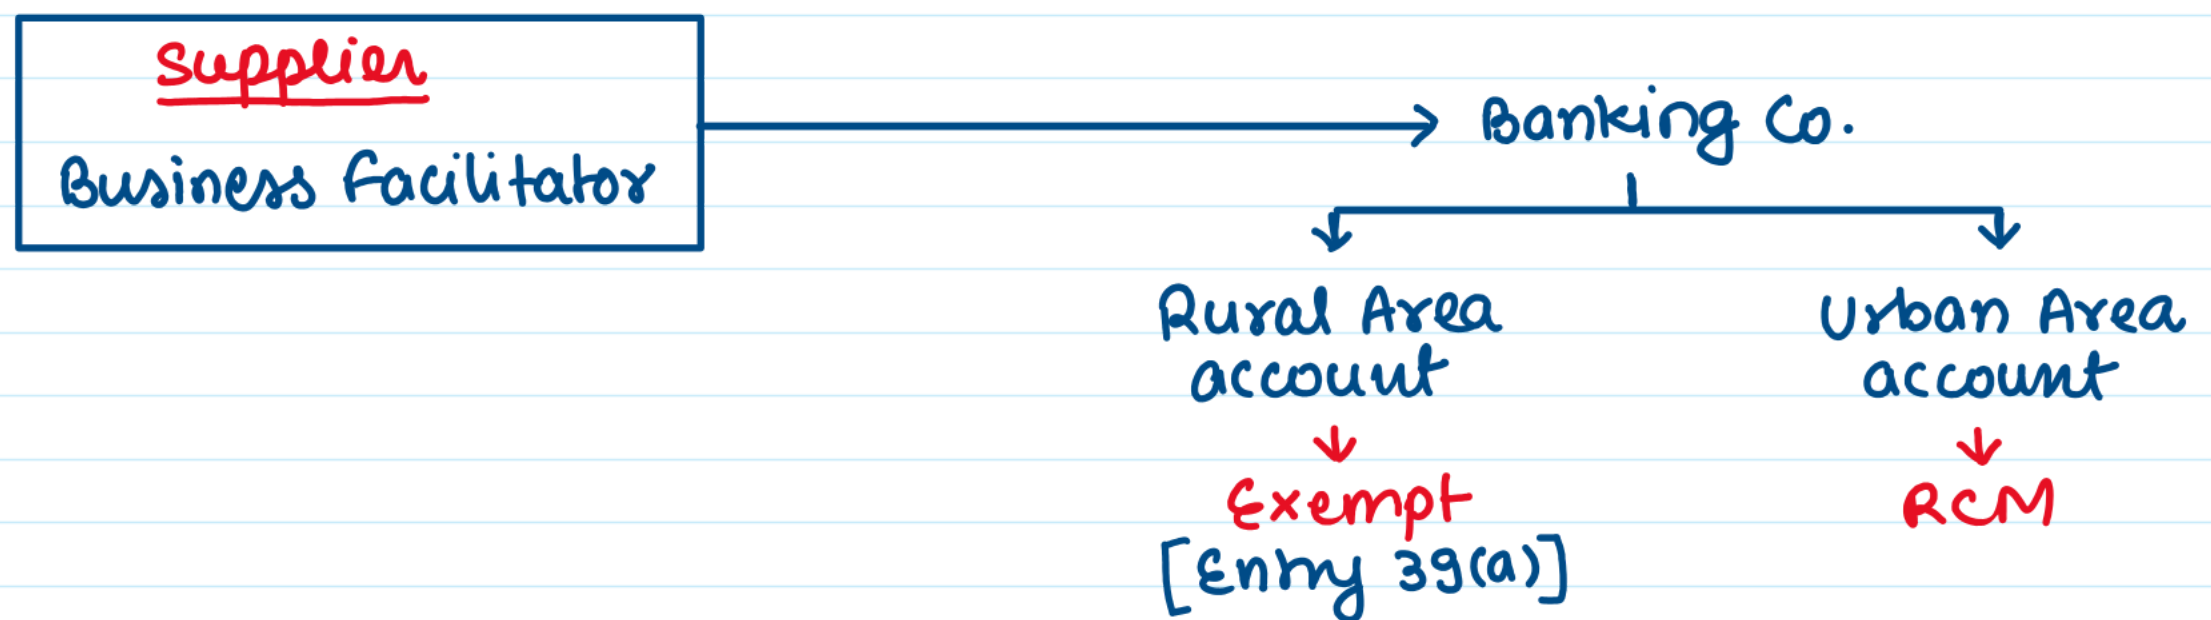 Supplier
Business Facilitator
Banking Co.
Rural Area
account
Urban Area
account
Exempt
[Entry 39(a)]
RCM